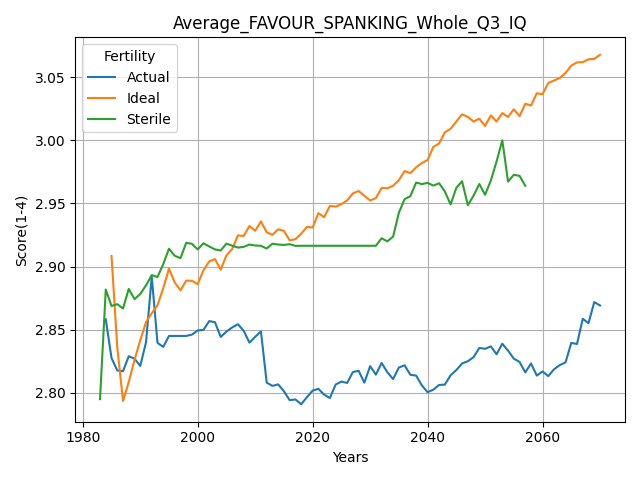 Average_FAVOUR_SPANKING_Whole_Q3_IQ
Fertility
Actual
Ideal
Sterile
Score(1-4)
3.05
3.00
2.95
2.90
2.85
2.80
1980 2000 2020 2040 2060
Years